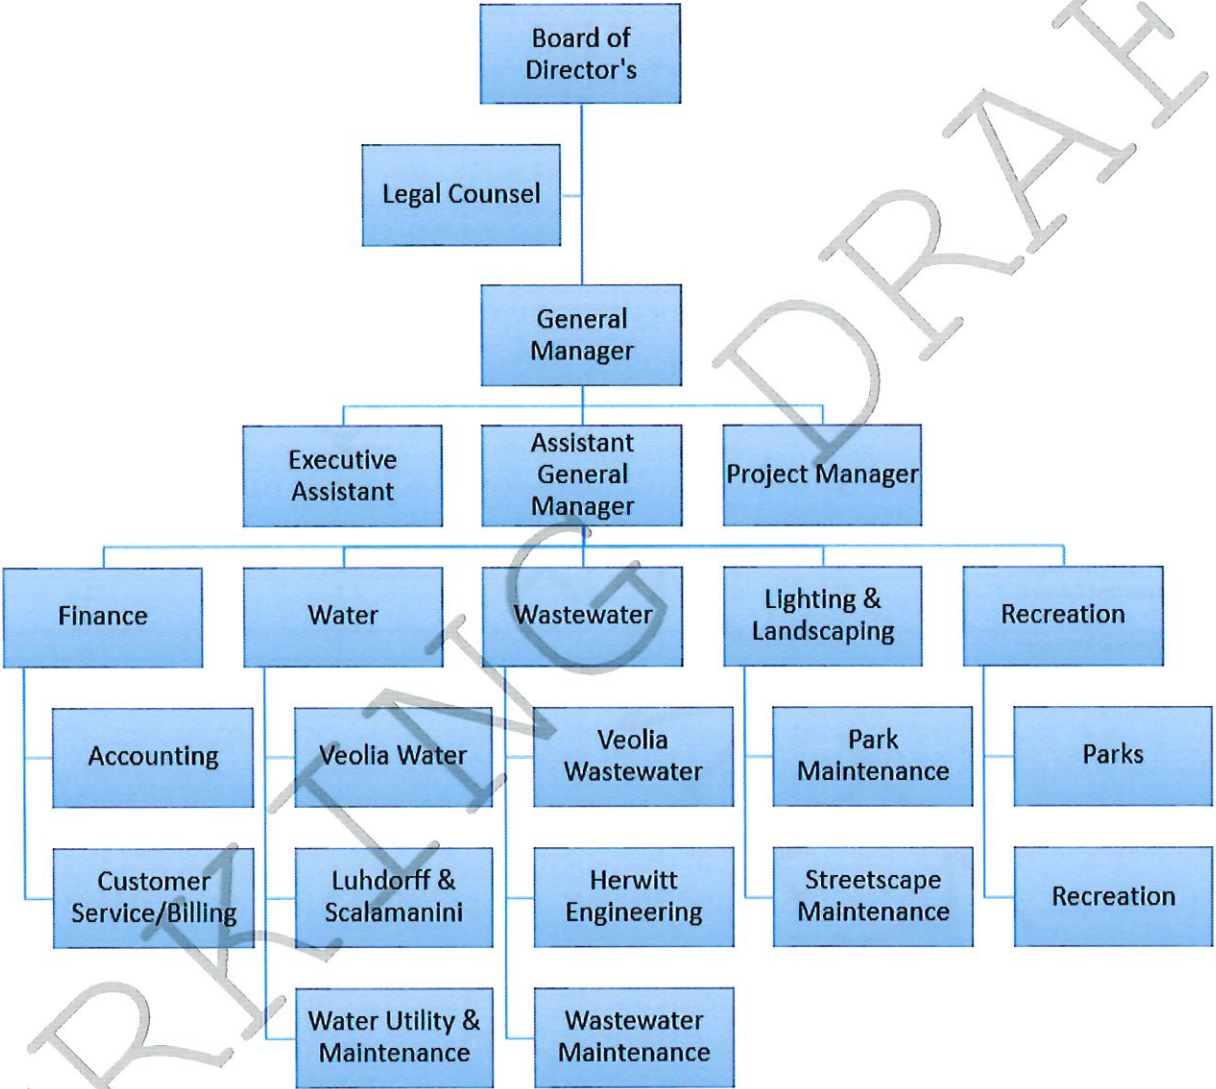 Board of
Director's
Legal Counsel
General
Manager
Executive
Assistant
Assistant
General
Manager
Project Manager
Finance
Water
Wastewater
Lighting &
Landscaping
Recreation
Accounting
Veolia Water
Veolia
Wastewater
Park
Maintenance
Parks
Customer
Service/Billing
Luhdorff &
Scalamanini
Herwitt
Engineering
Streetscape
Maintenance
Recreation
Water Utility &
Maintenance
Wastewater
Maintenance